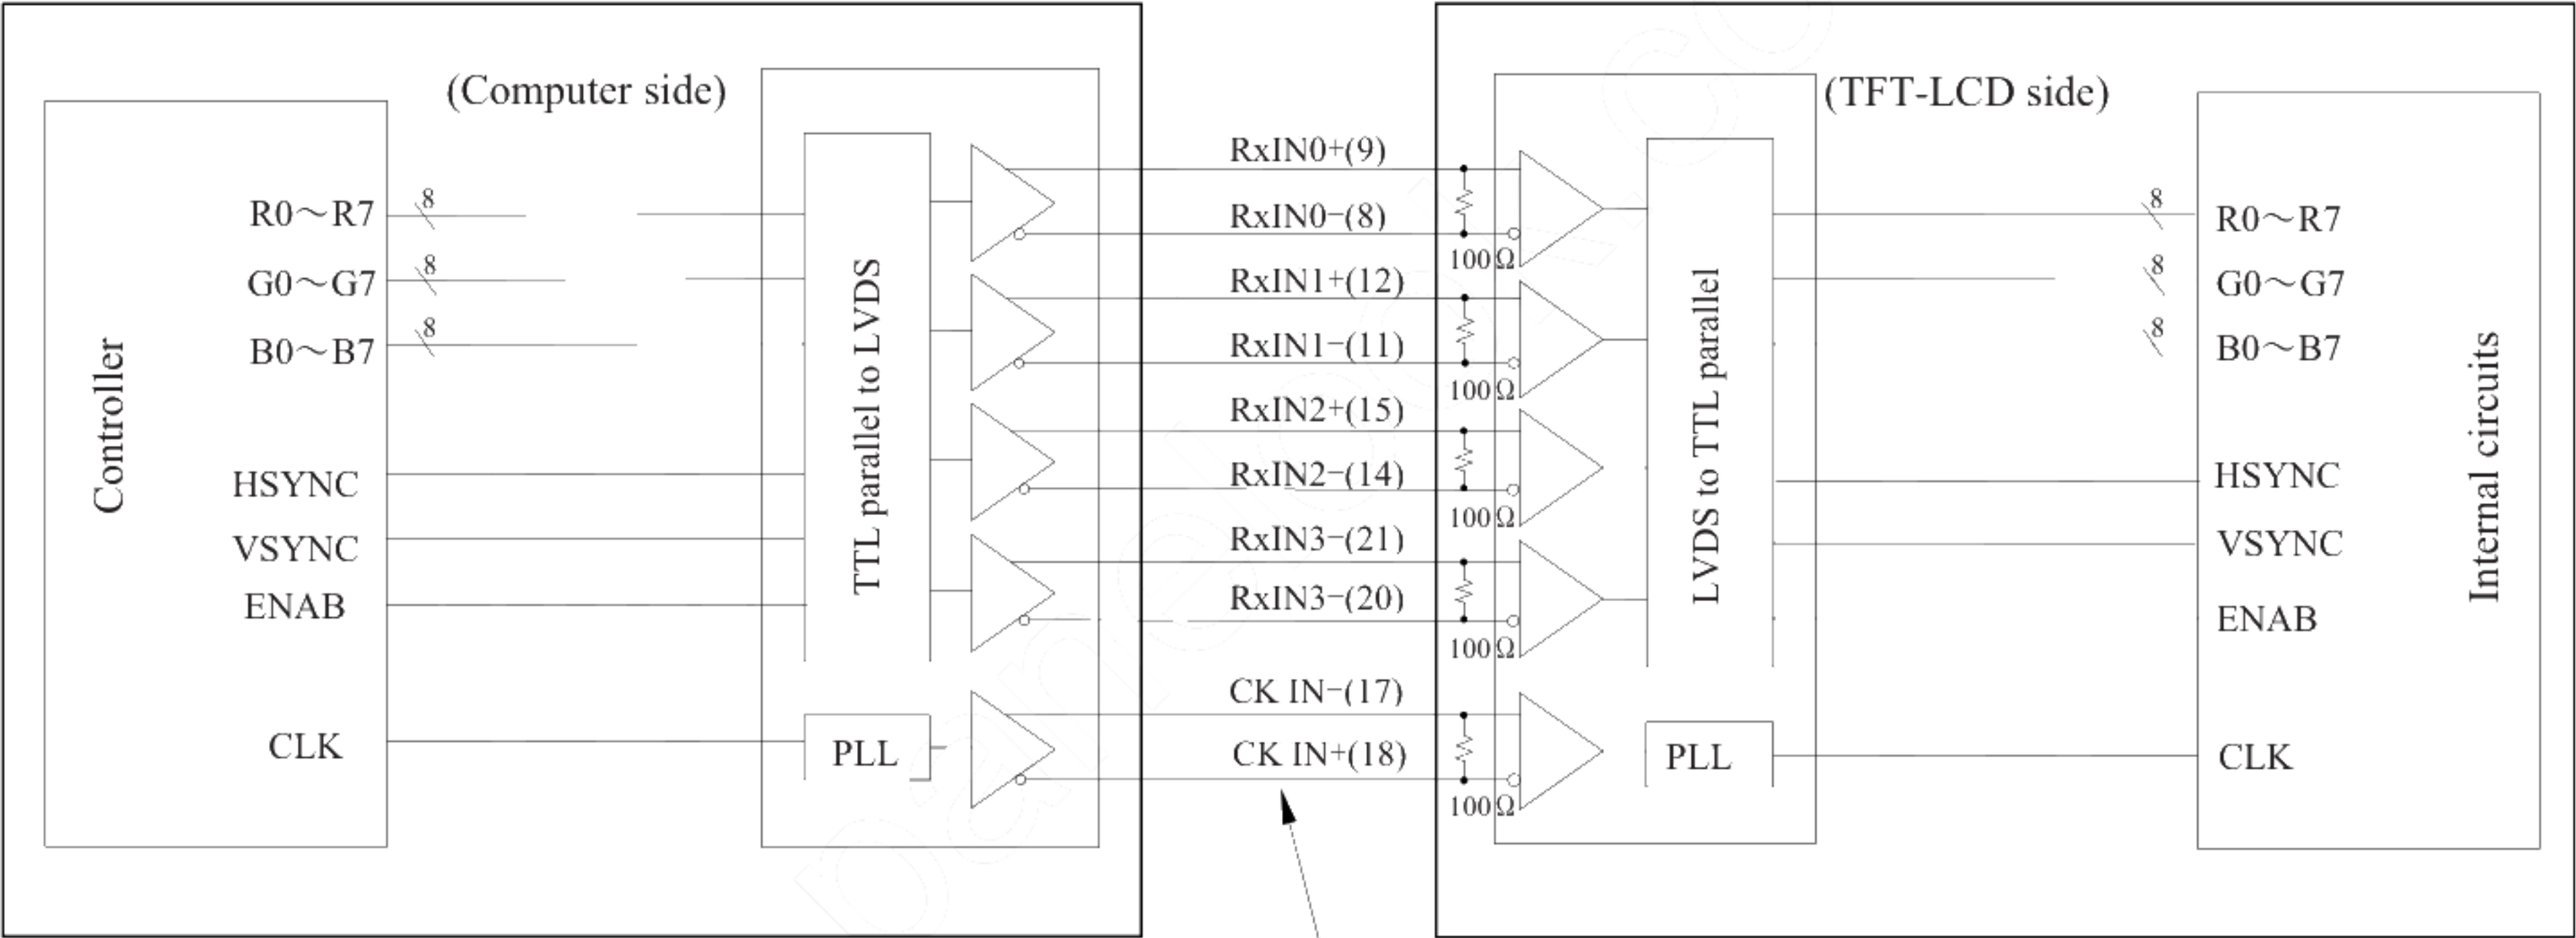 (Computer side)
Controller
R0～R7
8
G0～G7
8
B0～B7
8
HSYNC
VSYNC
ENAB
CLK
TTL parallel to LVDS
PLL
RxIN0+(9)
RxIN0−(8)
RxIN1+(12)
RxIN1−(11)
RxIN2+(15)
RxIN2−(14)
RxIN3−(21)
RxIN3−(20)
CK IN−(17)
CK IN+(18)
(TFT-LCD side)
100Ω
100Ω
100Ω
100Ω
100Ω
LVDS to TTL parallel
PLL
8
R0～R7
8
G0～G7
8
B0～B7
HSYNC
VSYNC
ENAB
CLK
Internal circuits